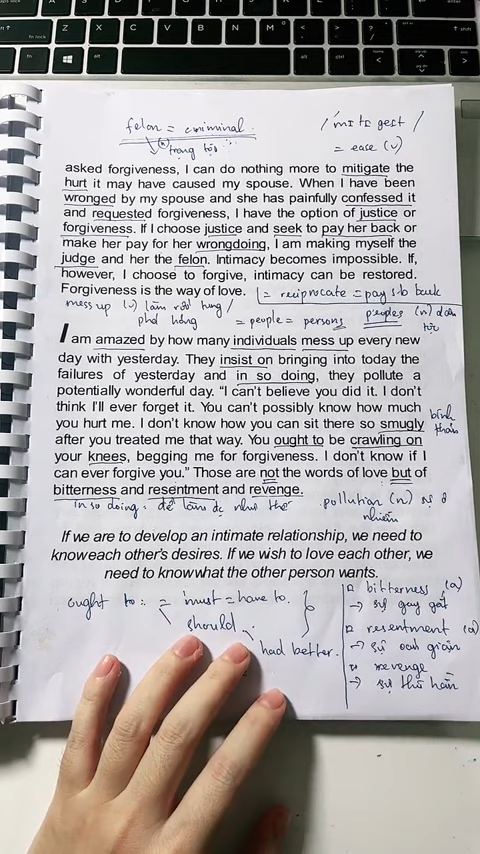 felon = criminal.
(n) trọng tội
/ˈmɪtɪgeɪt/
= ease (v)
asked forgiveness, I can do nothing more to mitigate the
hurt it may have caused my spouse. When I have been
wronged by my spouse and she has painfully confessed it
and requested forgiveness, I have the option of justice or
forgiveness. If I choose justice and seek to pay her back or
make her pay for her wrongdoing, I am making myself the
judge and her the felon. Intimacy becomes impossible. If,
however, I choose to forgive, intimacy can be restored.
Forgiveness is the way of love.
= reciprocate = pay sb back
mess up (v) làm rối tung /
phá hỏng
= people = persons
peoples (n) dân
tộc
I am amazed by how many individuals mess up every new
day with yesterday. They insist on bringing into today the
failures of yesterday and in so doing, they pollute a
potentially wonderful day. “I can’t believe you did it. I don’t
think I’ll ever forget it. You can’t possibly know how much
you hurt me. I don’t know how you can sit there so smugly
bình
thản
after you treated me that way. You ought to be crawling on
your knees, begging me for forgiveness. I don’t know if I
can ever forgive you.” Those are not the words of love but of
bitterness and resentment and revenge.
in so doing: để làm đc như thế
pollution (n) sự ô
nhiễm
If we are to develop an intimate relationship, we need to
know each other’s desires. If we wish to love each other, we
need to know what the other person wants.
ought to: = must = have to.
should.
had better.
bitterness (a)
→ sự gay gắt
resentment (a)
→ sự oán giận
revenge
→ sự thù hằn